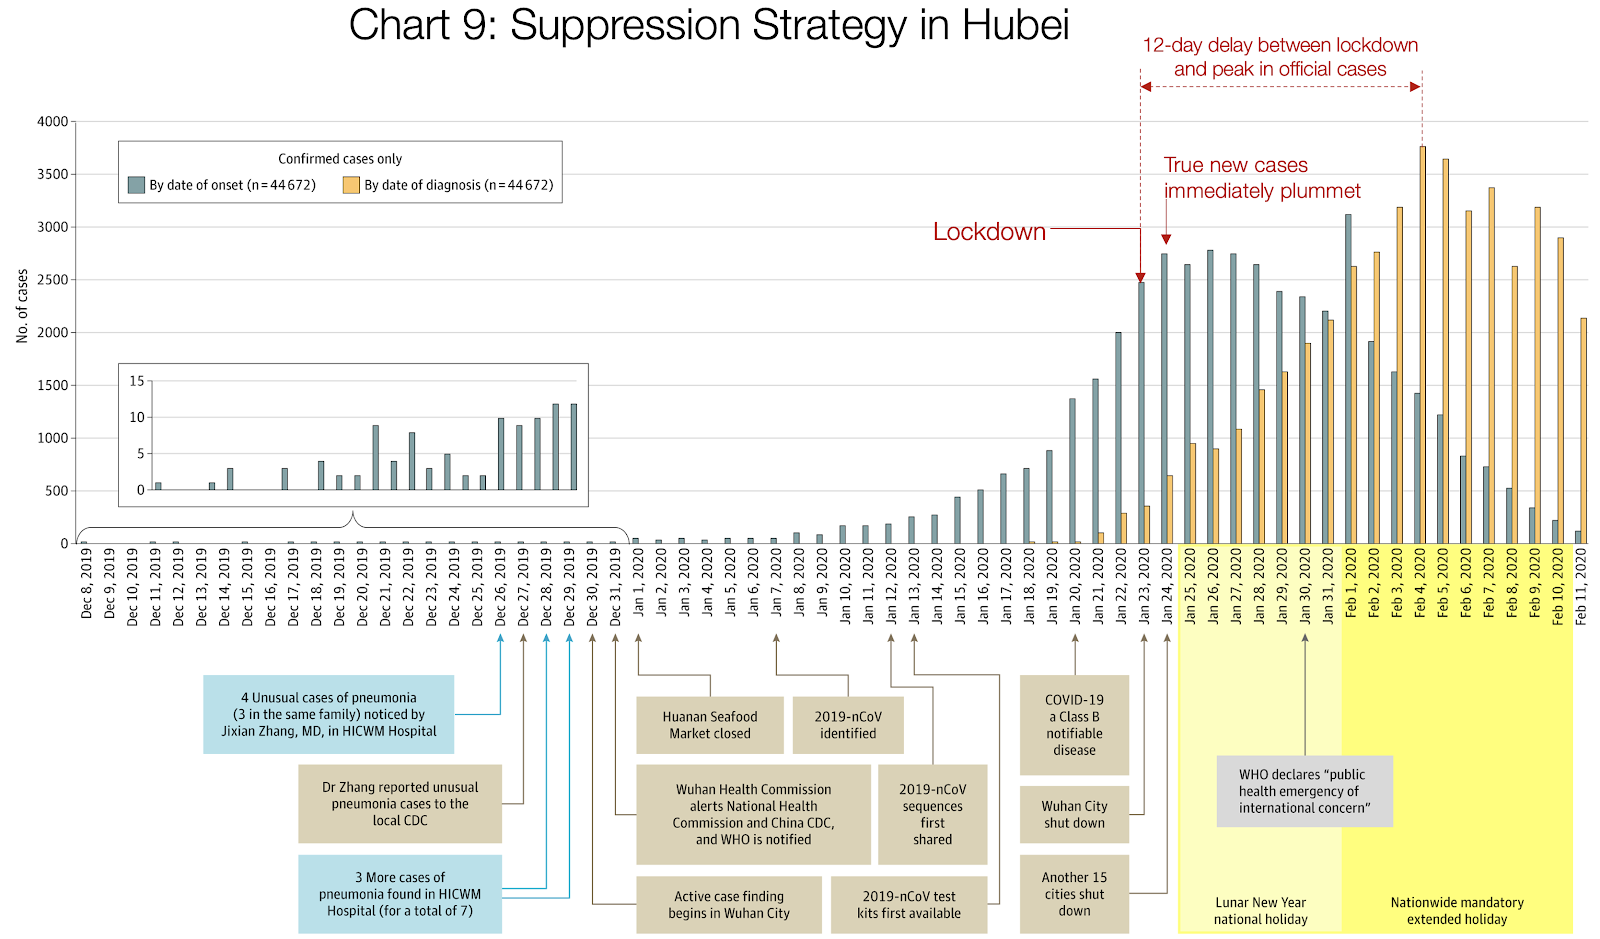 Chart 9: Suppression Strategy in Hubei
12-day delay between lockdown
and peak in official cases
4000
3500
3000
2500
2000
1500
1000
500
0
No. of cases
Confirmed cases only
By date of onset (n = 44 672)
By date of diagnosis (n = 44 672)
True new cases
immediately plummet
Lockdown
15
10
5
0
Dec 8, 2019
Dec 9, 2019
Dec 10, 2019
Dec 11, 2019
Dec 12, 2019
Dec 13, 2019
Dec 14, 2019
Dec 15, 2019
Dec 16, 2019
Dec 17, 2019
Dec 18, 2019
Dec 19, 2019
Dec 20, 2019
Dec 21, 2019
Dec 22, 2019
Dec 23, 2019
Dec 24, 2019
Dec 25, 2019
Dec 26, 2019
Dec 27, 2019
Dec 28, 2019
Dec 29, 2019
Dec 30, 2019
Dec 31, 2019
Jan 1, 2020
Jan 2, 2020
Jan 3, 2020
Jan 4, 2020
Jan 5, 2020
Jan 6, 2020
Jan 7, 2020
Jan 8, 2020
Jan 9, 2020
Jan 10, 2020
Jan 11, 2020
Jan 12, 2020
Jan 13, 2020
Jan 14, 2020
Jan 15, 2020
Jan 16, 2020
Jan 17, 2020
Jan 18, 2020
Jan 19, 2020
Jan 20, 2020
Jan 21, 2020
Jan 22, 2020
Jan 23, 2020
Jan 24, 2020
Jan 25, 2020
Jan 26, 2020
Jan 27, 2020
Jan 28, 2020
Jan 29, 2020
Jan 30, 2020
Jan 31, 2020
Feb 1, 2020
Feb 2, 2020
Feb 3, 2020
Feb 4, 2020
Feb 5, 2020
Feb 6, 2020
Feb 7, 2020
Feb 8, 2020
Feb 9, 2020
Feb 10, 2020
Feb 11, 2020
4 Unusual cases of pneumonia
(3 in the same family) noticed by
Jixian Zhang, MD, in HICWM Hospital
Dr Zhang reported unusual
pneumonia cases to the
local CDC
3 More cases of
pneumonia found in HICWM
Hospital (for a total of 7)
Huanan Seafood
Market closed
2019-nCoV
identified
Wuhan Health Commission
alerts National Health
Commission and China CDC,
and WHO is notified
2019-nCoV
sequences
first
shared
Active case finding
begins in Wuhan City
2019-nCoV test
kits first available
COVID-19
a Class B
notifiable
disease
Wuhan City
shut down
Another 15
cities shut
down
WHO declares “public
health emergency of
international concern”
Lunar New Year
national holiday
Nationwide mandatory
extended holiday